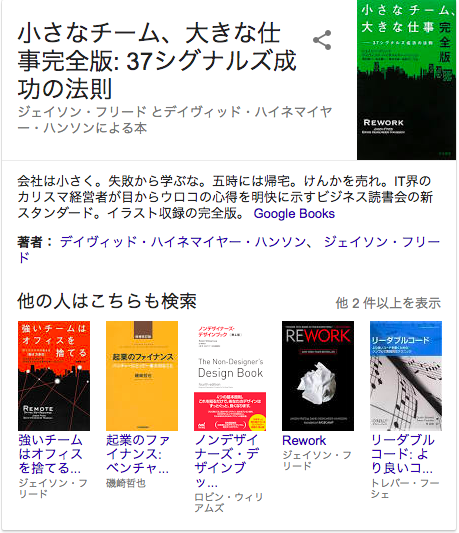 小さなチーム、大きな仕
事完全版: 37シグナルズ成
功の法則
ジェイソン・フリード とデイヴィッド・ハイネマイヤ
ー・ハンソンによる本
小さなチーム、
大きな仕事
完全版
37シグナルズ成功の法則
REWORK
会社は小さく。失敗から学ぶな。五時には帰宅。けんかを売れ。IT界の
カリスマ経営者が目からウロコの心得を明快に示すビジネス読書会の新
スタンダード。イラスト収録の完全版。 Google Books
著者： デイヴィッド・ハイネマイヤー・ハンソン、 ジェイソン・フリー
ド
他の人はこちらも検索
他 2 件以上を表示
強いチームは
オフィスを
捨てる
REMOTE
起業のファイナンス
磯崎哲也
ノンデザイナーズ・
デザインブック
The Non-Designer's
Design Book
4つの基本原則。
REWORK
リーダブルコード
強いチーム
はオフィス
を捨てる...
ジェイソン・フ
リード
起業のファ
イナンス:
ベンチャ...
磯崎哲也
ノンデザイ
ナーズ・デ
ザインブ
ッ...
ロビン・ウィリ
アムズ
Rework
ジェイソン・フ
リード
リーダブル
コード: よ
り良いコ...
トレバー・フー
シェ